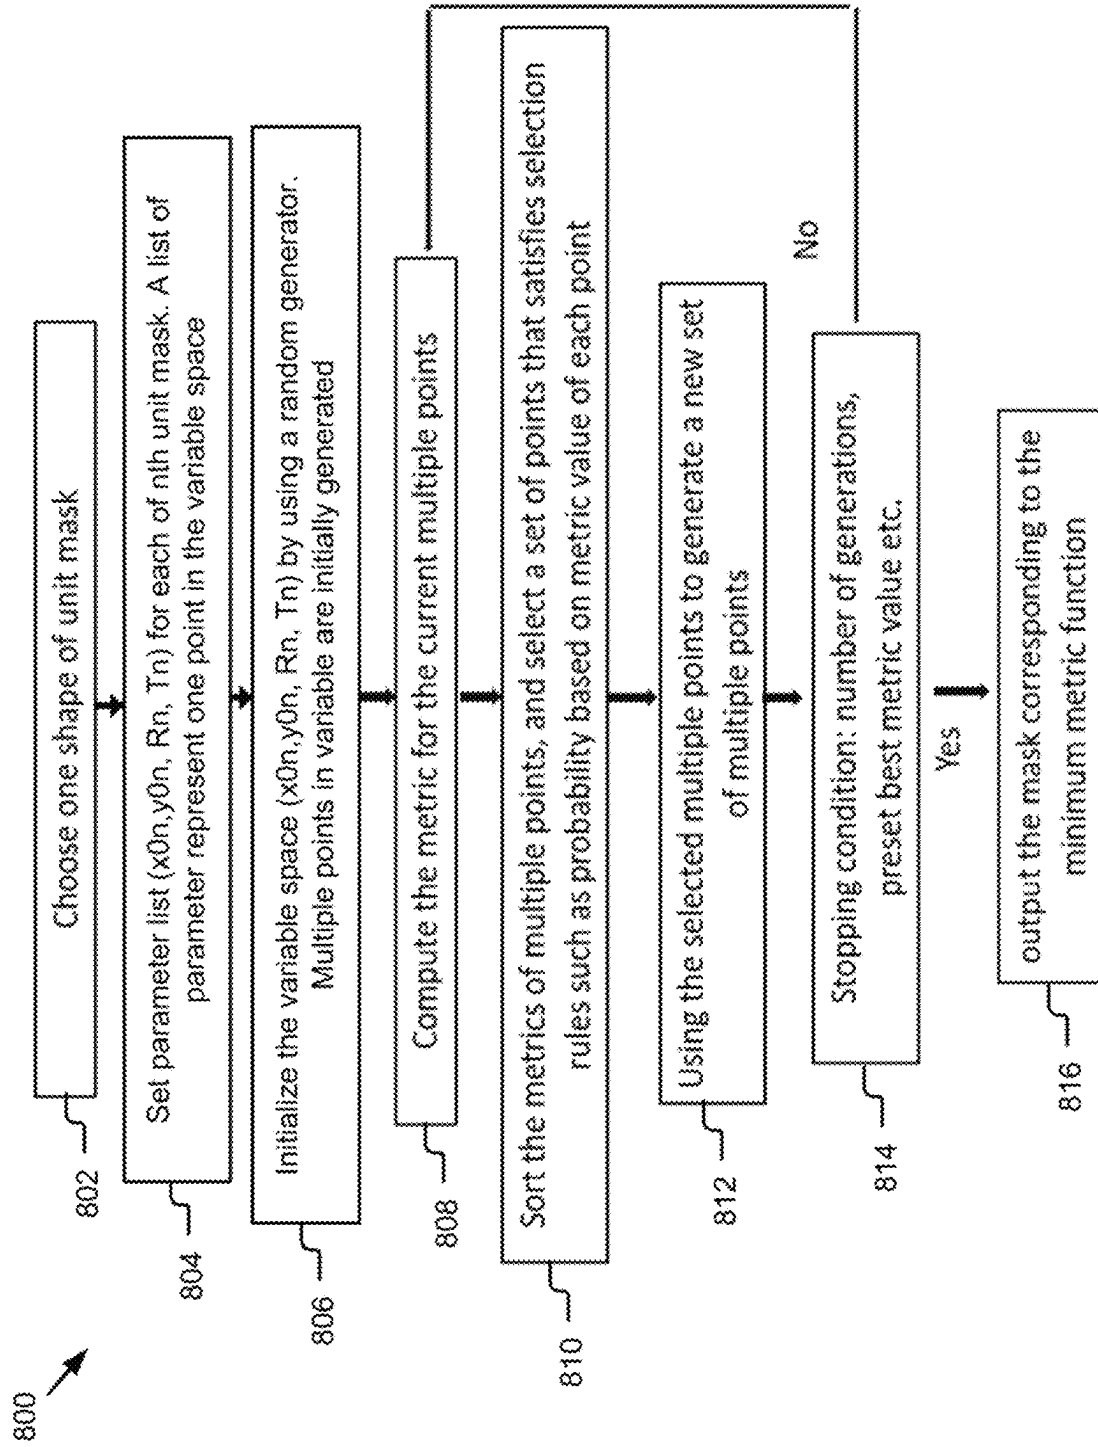 800
802
Choose one shape of unit mask
804
Set parameter list (x0n,y0n, Rn, Tn) for each of nth unit mask. A list of
parameter represent one point in the variable space
806
Initialize the variable space (x0n,y0n, Rn, Tn) by using a random generator.
Multiple points in variable are initially generated
808
Compute the metric for the current multiple points
810
Sort the metrics of multiple points, and select a set of points that satisfies selection
rules such as probability based on metric value of each point
812
Using the selected multiple points to generate a new set
of multiple points
814
Stopping condition: number of generations,
preset best metric value etc.
No
Yes
816
output the mask corresponding to the
minimum metric function